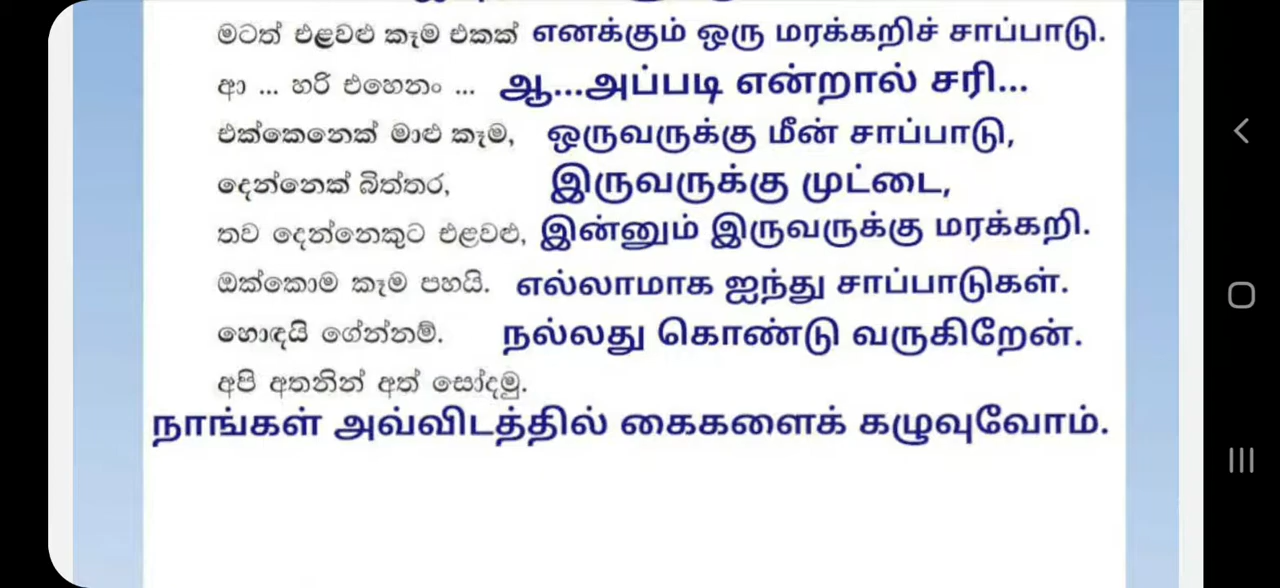 මටත් එළවළු කෑම එකක් எனக்கும் ஒரு மரக்கறிச் சாப்பாடு.
ආ ... හරි එහෙනං ... ஆ...அப்படி என்றால் சரி...
එක්කෙනෙක් මාළු කෑම, ஒருவருக்கு மீன் சாப்பாடு,
දෙන්නෙක් බිත්තර, இருவருக்கு முட்டை,
තව දෙන්නෙකුට එළවළු, இன்னும் இருவருக்கு மரக்கறி.
ඔක්කොම කෑම පහයි. எல்லாமாக ஐந்து சாப்பாடுகள்.
හොඳයි ගේන්නම්. நல்லது கொண்டு வருகிறேன்.
අපි අතනින් අත් සෝදමු.
நாங்கள் அவ்விடத்தில் கைகளைக் கழுவுவோம்.